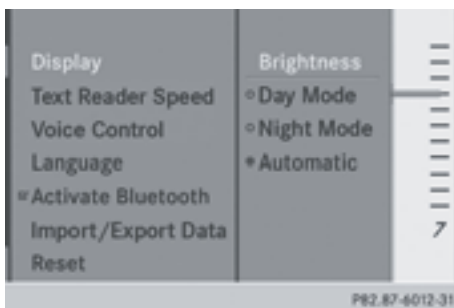 Display
Text Reader Speed
Voice Control
Language
Activate Bluetooth
Import/Export Data
Reset
Brightness
Day Mode
Night Mode
Automatic
7
P82.87-6012-31